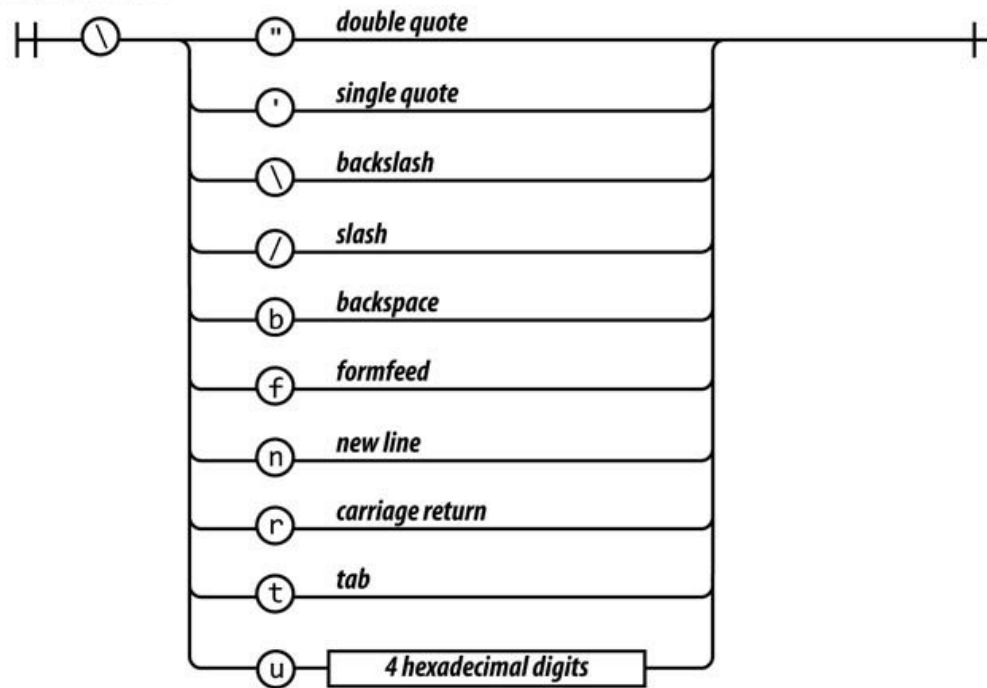 \ " double quote
' single quote
\ backslash
/ slash
b backspace
f formfeed
n new line
r carriage return
t tab
u 4 hexadecimal digits